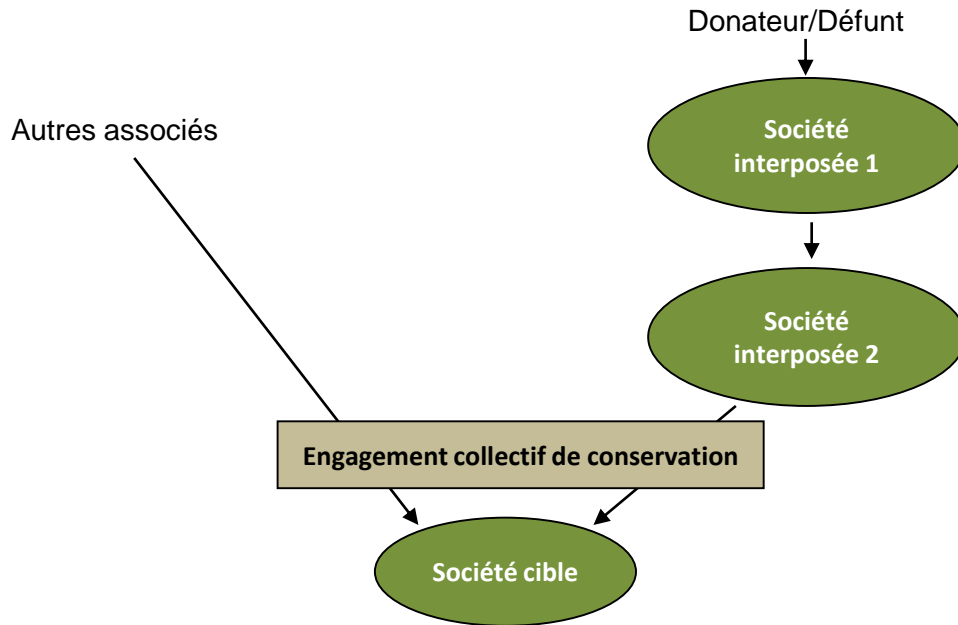 Donateur/Défunt
Société
interposée 1
Autres associés
Société
interposée 2
Engagement collectif de conservation
Société cible